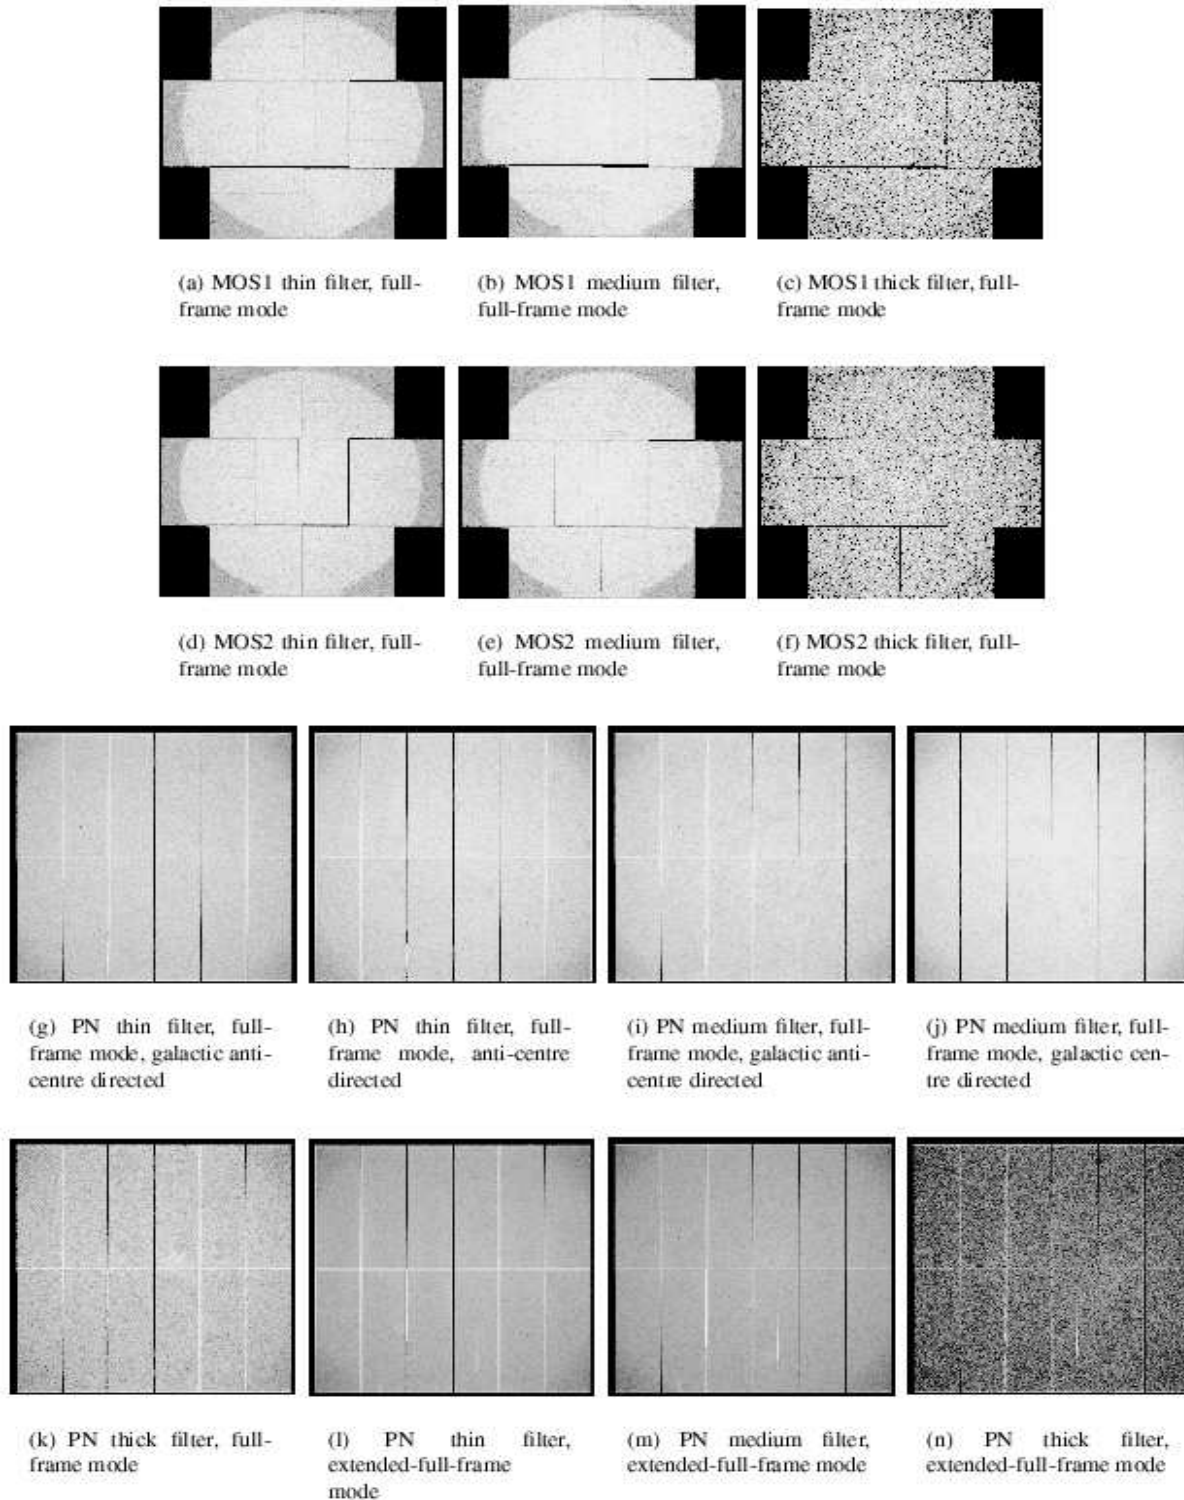 (a) MOS1 thin filter, full-
frame mode
(b) MOS1 medium filter,
full-frame mode
(c) MOS1 thick filter, full-
frame mode
(d) MOS2 thin filter, full-
frame mode
(e) MOS2 medium filter,
full-frame mode
(f) MOS2 thick filter, full-
frame mode
(g) PN thin filter, full-
frame mode, galactic anti-
centre directed
(h) PN thin filter, full-
frame mode, anti-centre
directed
(i) PN medium filter, full-
frame mode, galactic anti-
centre directed
(j) PN medium filter, full-
frame mode, galactic cen-
tre directed
(k) PN thick filter, full-
frame mode
(l) PN thin filter,
extended-full-frame
mode
(m) PN medium filter,
extended-full-frame mode
(n) PN thick filter,
extended-full-frame mode